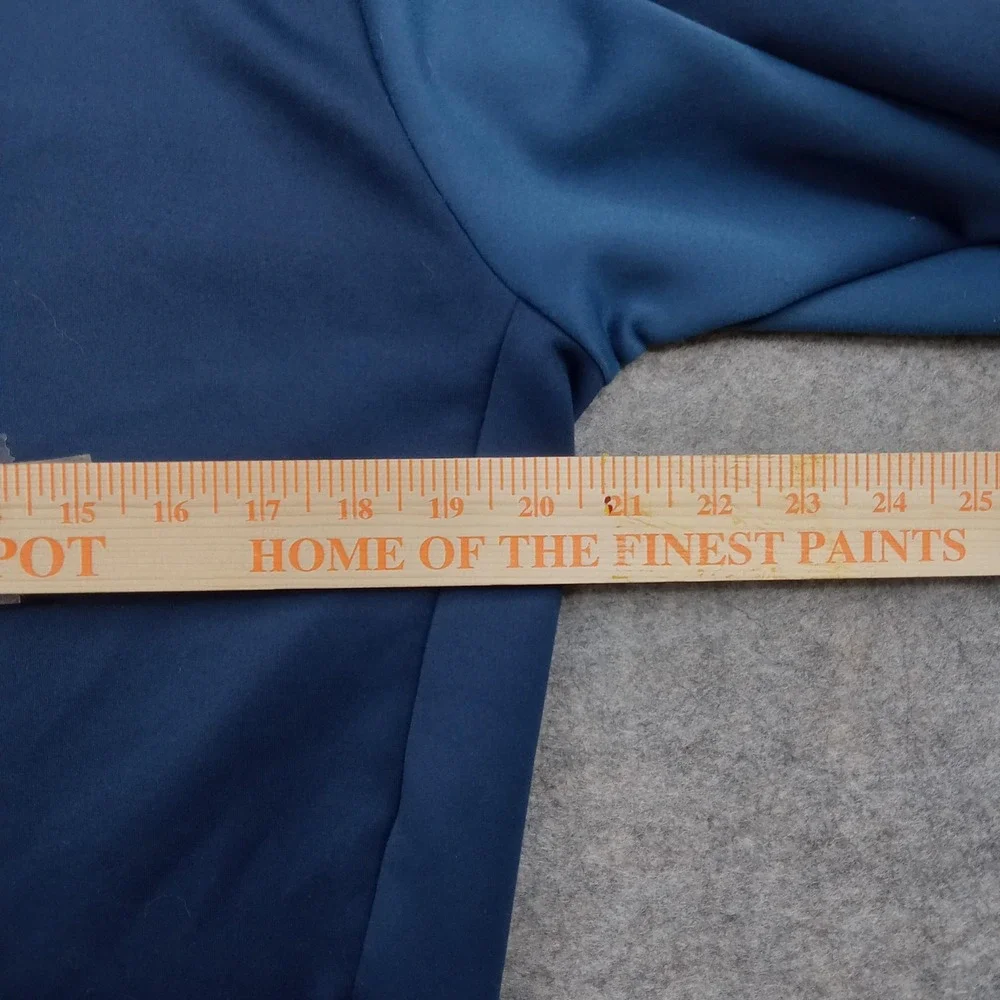 15 16 17 18 19 20 21 22 23 24 25
POT HOME OF THE FINEST PAINTS